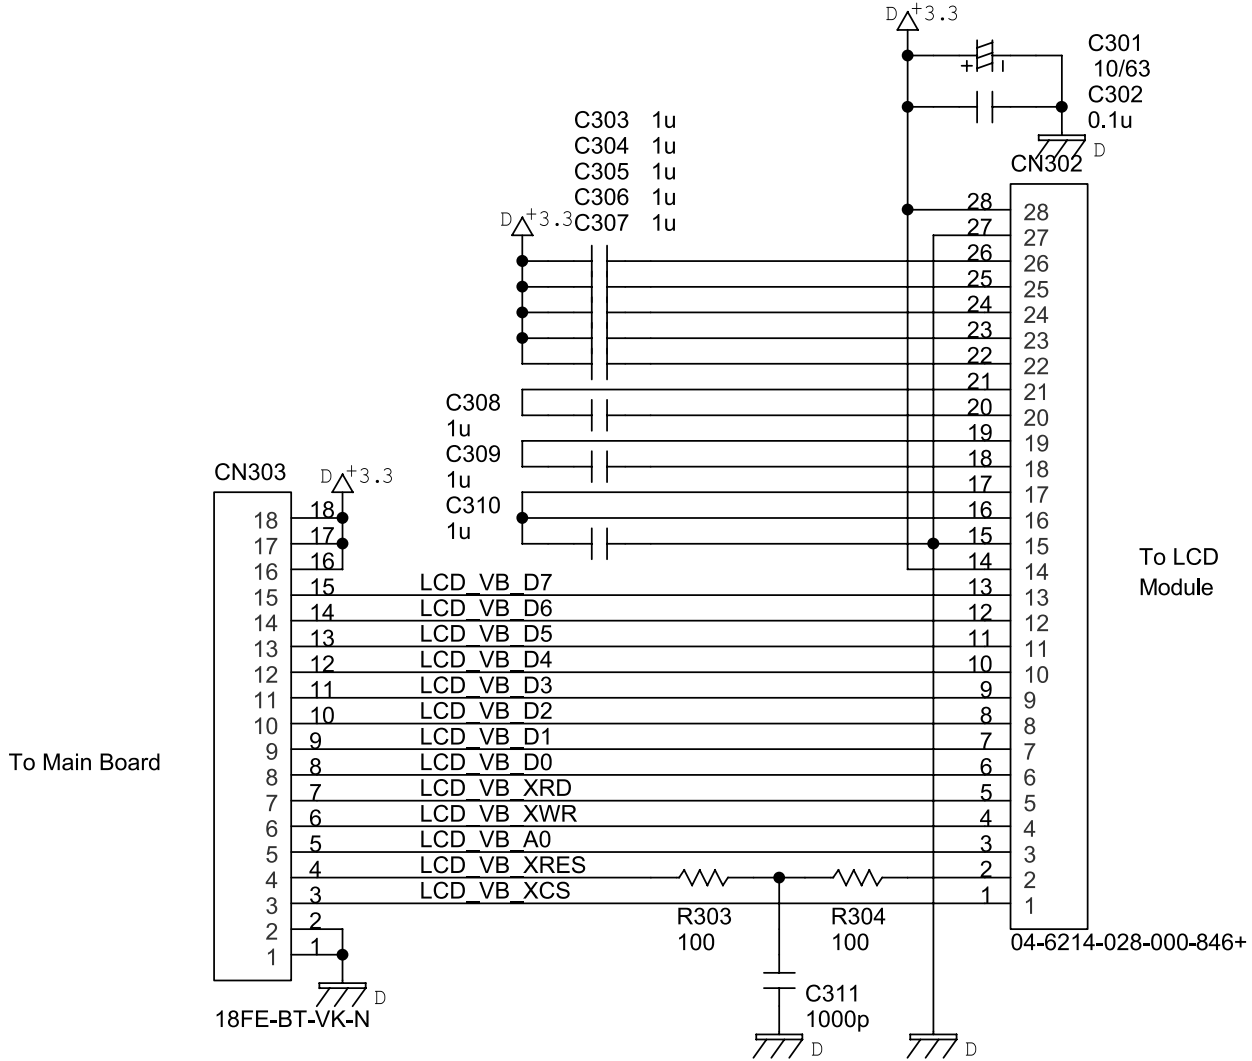 D +3.3
C301
10/63
+
C302
0.1u
D
CN302
C303 1u
C304 1u
C305 1u
C306 1u
C307 1u
D +3.3
28 28
27 27
26 26
25 25
24 24
23 23
22 22
21 21
20 20
19 19
18 18
17 17
16 16
15 15
14 14
C308
1u
C309
1u
C310
1u
CN303
D +3.3
18 18
17 17
16 16
15 15 LCD_VB_D7 13 13
14 14 LCD_VB_D6 12 12
13 13 LCD_VB_D5 11 11
12 12 LCD_VB_D4 10 10
11 11 LCD_VB_D3 9 9
10 10 LCD_VB_D2 8 8
9 9 LCD_VB_D1 7 7
8 8 LCD_VB_D0 6 6
7 7 LCD_VB_XRD 5 5
6 6 LCD_VB_XWR 4 4
5 5 LCD_VB_A0 3 3
4 4 LCD_VB_XRES 2 2
3 3 LCD_VB_XCS 1 1
2 2
1 1
To LCD
Module
To Main Board
R303
100
R304
100
04-6214-028-000-846+
D
18FE-BT-VK-N
C311
1000p
D
D